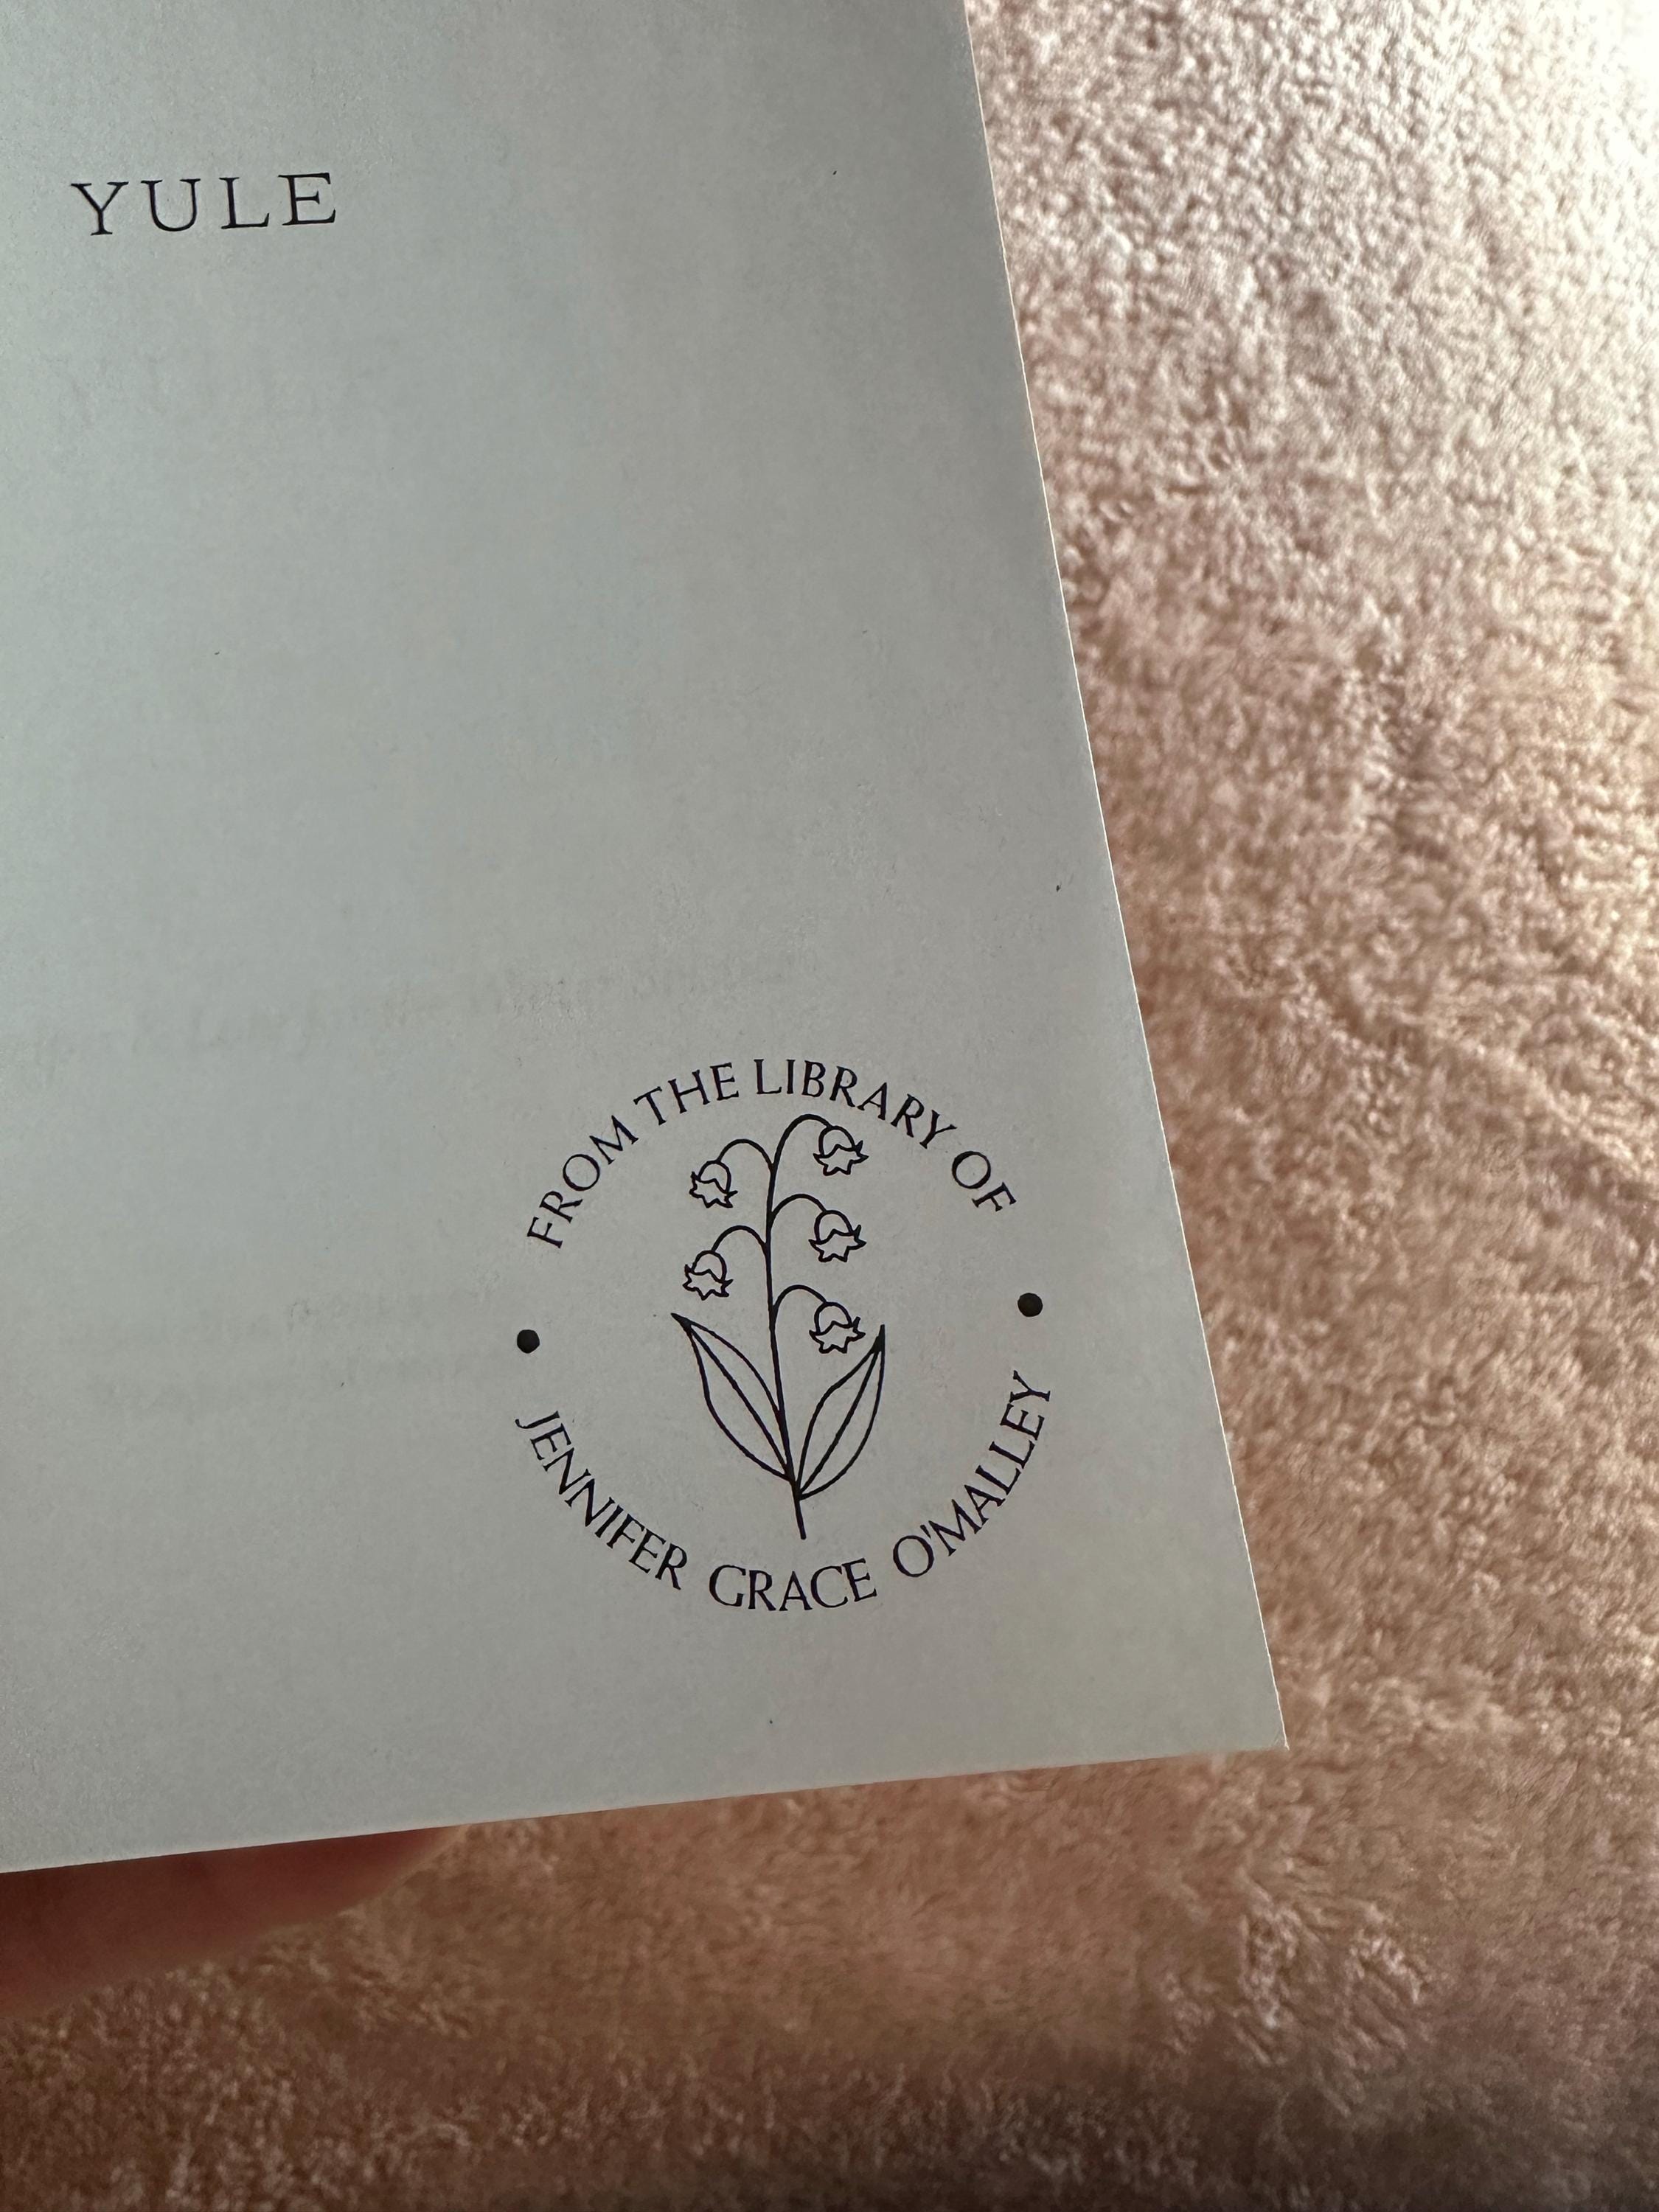 YULE
FROM THE LIBRARY OF
JENNIFER GRACE O'MALLEY